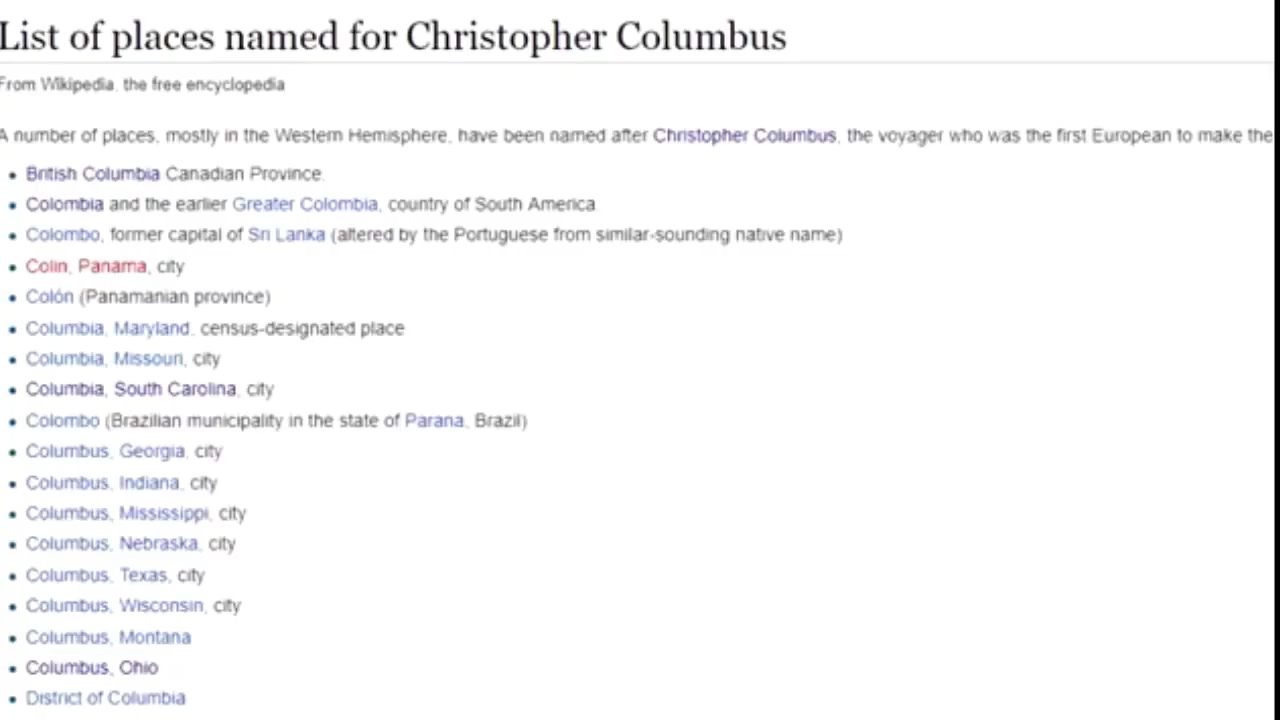 List of places named for Christopher Columbus
From Wikipedia, the free encyclopedia
A number of places, mostly in the Western Hemisphere, have been named after Christopher Columbus, the voyager who was the first European to make the
• British Columbia Canadian Province.
• Colombia and the earlier Greater Colombia, country of South America
• Colombo, former capital of Sri Lanka (altered by the Portuguese from similar-sounding native name)
• Colin, Panama, city
• Colón (Panamanian province)
• Columbia, Maryland, census-designated place
• Columbia, Missouri, city
• Columbia, South Carolina, city
• Colombo (Brazilian municipality in the state of Parana, Brazil)
• Columbus, Georgia, city
• Columbus, Indiana, city
• Columbus, Mississippi, city
• Columbus, Nebraska, city
• Columbus, Texas, city
• Columbus, Wisconsin, city
• Columbus, Montana
• Columbus, Ohio
• District of Columbia